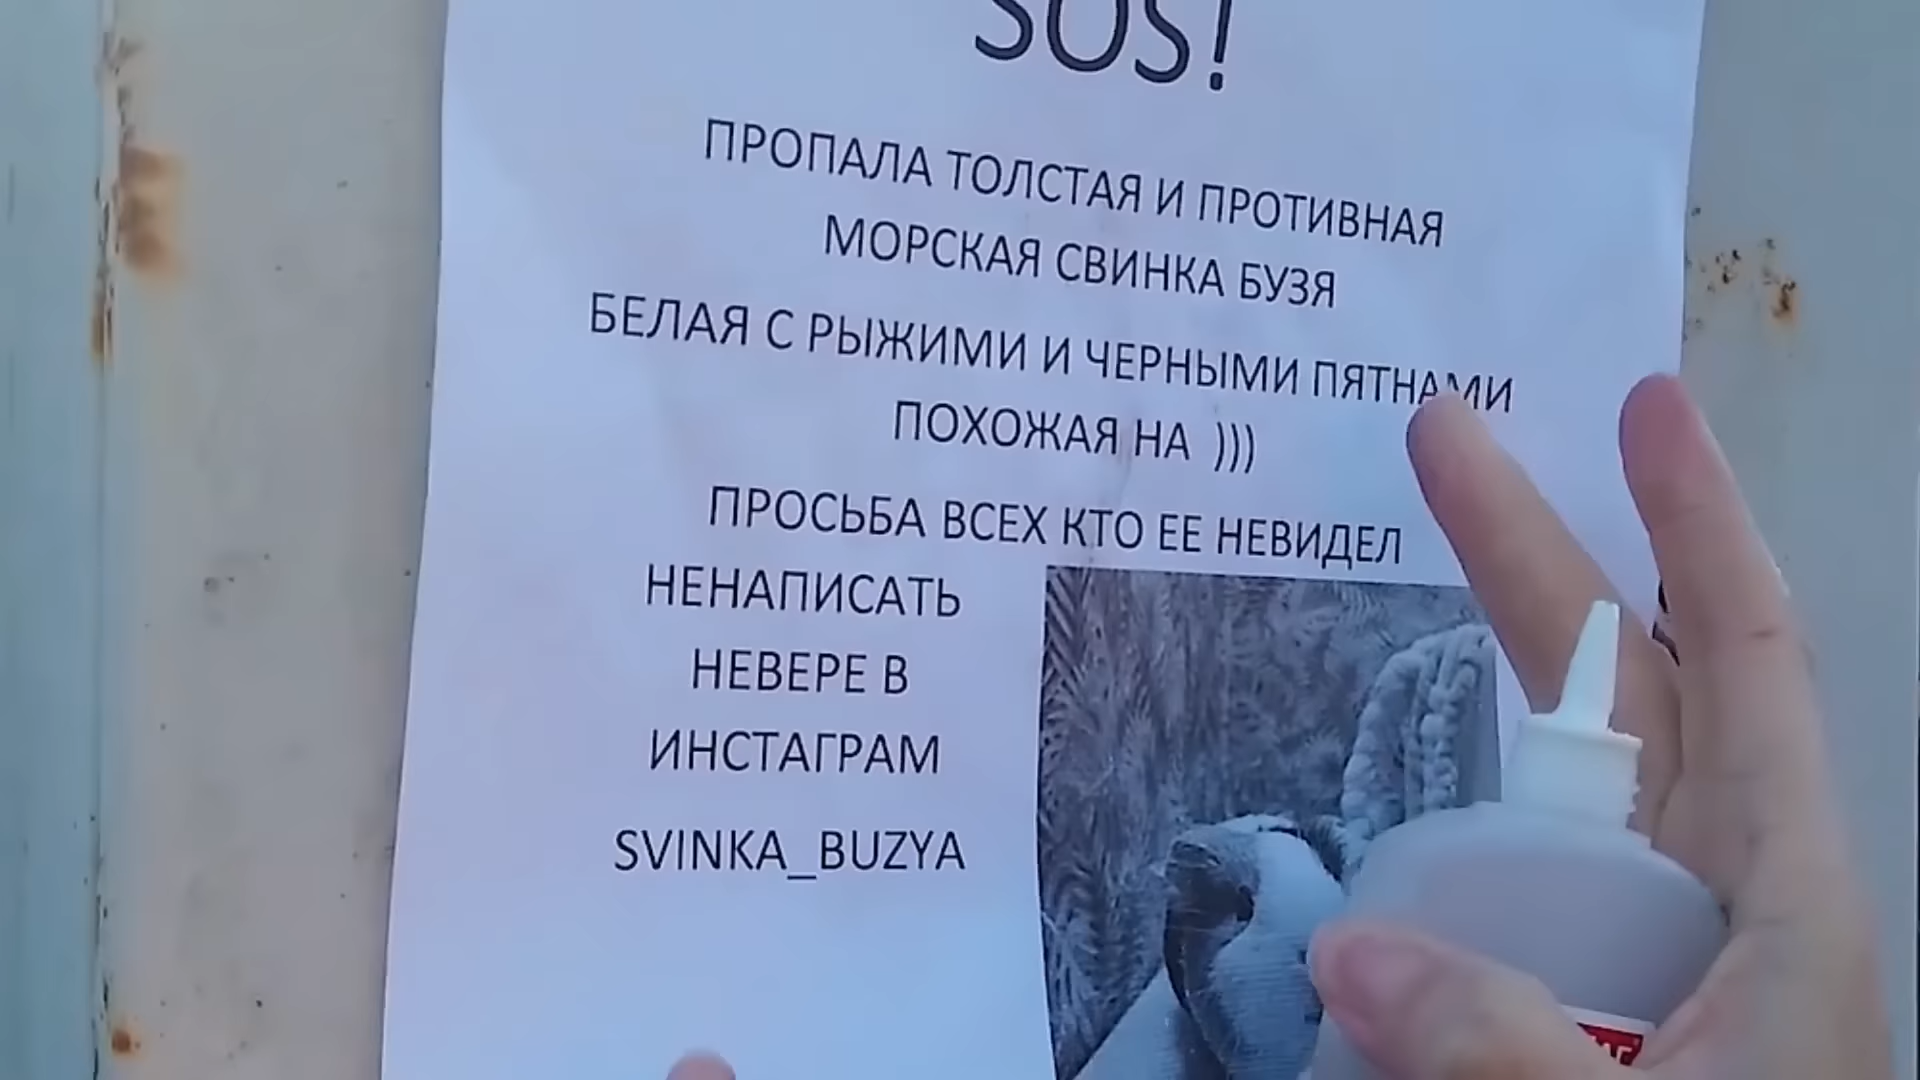 SOS!
ПРОПАЛА ТОЛСТАЯ И ПРОТИВНАЯ
МОРСКАЯ СВИНКА БУЗЯ
БЕЛАЯ С РЫЖИМИ И ЧЕРНЫМИ ПЯТНАМИ
ПОХОЖАЯ НА )))
ПРОСЬБА ВСЕХ КТО ЕЕ НЕВИДЕЛ
НЕНАПИСАТЬ
НЕВЕРЕ В
ИНСТАГРАМ
SVINKA_BUZYA